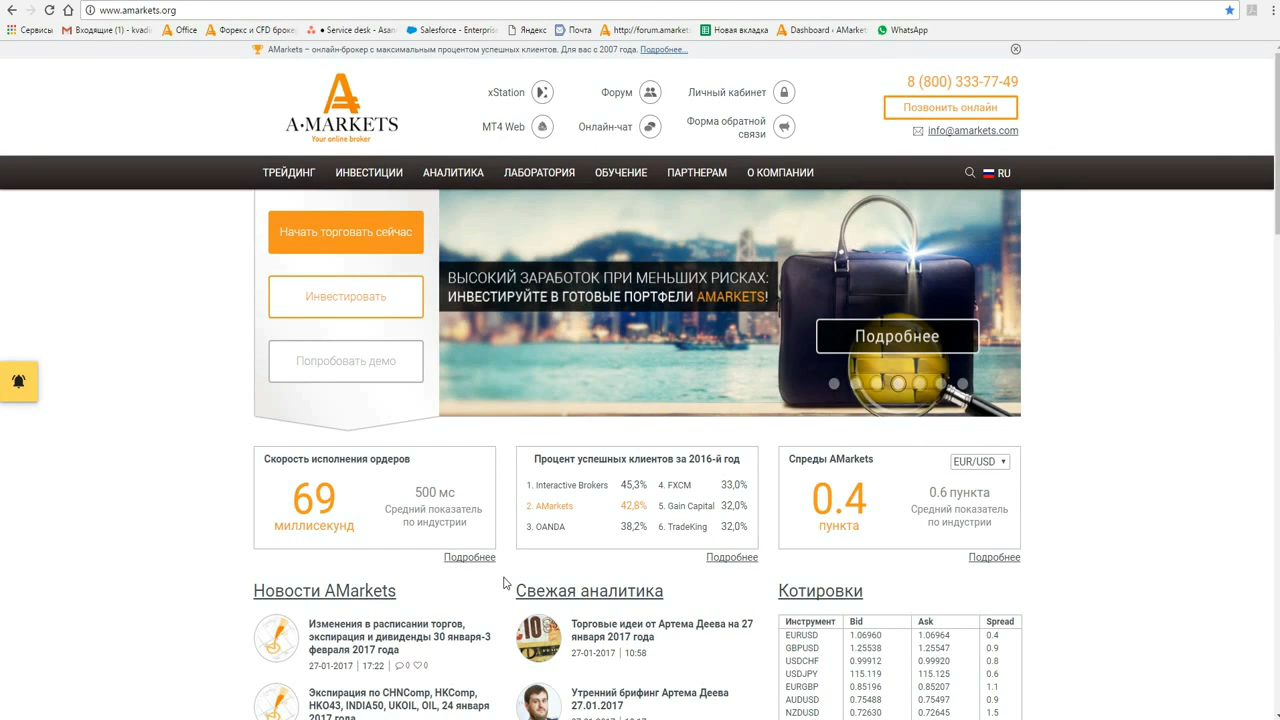 www.amarkets.org
Сервисы
Входящие (1) - kvadi
Office
Форекс и CFD брокер
Service desk - Asan
Salesforce - Enterprise
Яндекс
Почта
http://forum.amarkets
Новая вкладка
Dashboard ‹ AMarket
WhatsApp
AMarkets – онлайн-брокер с максимальным процентом успешных клиентов. Для вас с 2007 года. Подробнее...
A·MARKETS
Your online broker
xStation
Форум
Личный кабинет
MT4 Web
Онлайн-чат
Форма обратной
связи
8 (800) 333-77-49
Позвонить онлайн
info@amarkets.com
ТРЕЙДИНГ ИНВЕСТИЦИИ АНАЛИТИКА ЛАБОРАТОРИЯ ОБУЧЕНИЕ ПАРТНЕРАМ О КОМПАНИИ RU
Начать торговать сейчас
Инвестировать
Попробовать демо
ВЫСОКИЙ ЗАРАБОТОК ПРИ МЕНЬШИХ РИСКАХ:
ИНВЕСТИРУЙТЕ В ГОТОВЫЕ ПОРТФЕЛИ AMARKETS!
Подробнее
Скорость исполнения ордеров
69
миллисекунд
500 мс
Средний показатель
по индустрии
Подробнее
Процент успешных клиентов за 2016-й год
1. Interactive Brokers 45,3% 4. FXCM 33,0%
2. AMarkets 42,8% 5. Gain Capital 32,0%
3. OANDA 38,2% 6. TradeKing 32,0%
Подробнее
Спреды AMarkets
EUR/USD
0.4
пункта
0.6 пункта
Средний показатель
по индустрии
Подробнее
Новости AMarkets
Изменения в расписании торгов,
экспирация и дивиденды 30 января-3
февраля 2017 года
27-01-2017 | 17:22 0 0
Экспирация по CHNComp, HKComp,
HKO43, INDIA50, UKOIL, OIL, 24 января
2017 года
Свежая аналитика
Торговые идеи от Артема Деева на 27
января 2017 года
27-01-2017 | 10:58
Утренний брифинг Артема Деева
27.01.2017
Котировки
Инструмент Bid Ask Spread
EURUSD 1.06960 1.06964 0.4
GBPUSD 1.25538 1.25547 0.9
USDCHF 0.99912 0.99920 0.8
USDJPY 115.119 115.125 0.6
EURGBP 0.85196 0.85207 1.1
AUDUSD 0.75488 0.75497 0.9
NZDUSD 0.72630 0.72645 1.5